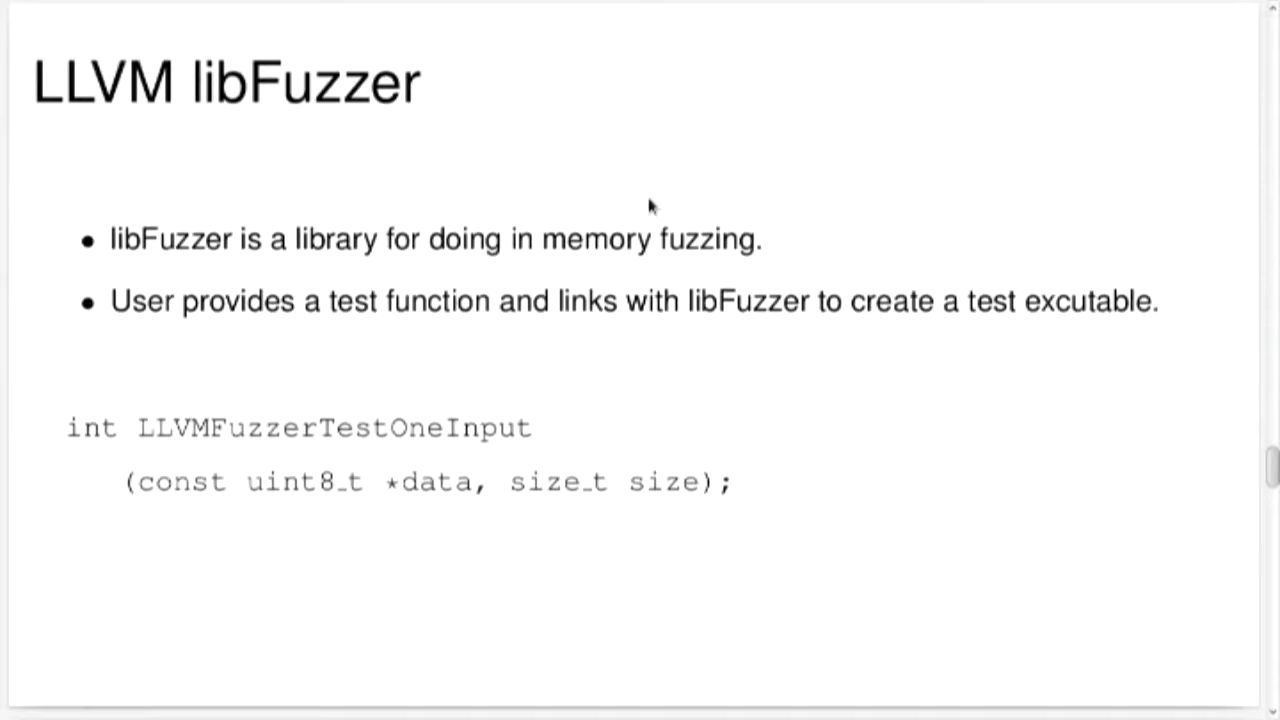 LLVM libFuzzer
• libFuzzer is a library for doing in memory fuzzing.
• User provides a test function and links with libFuzzer to create a test excutable.
int LLVMFuzzerTestOneInput
(const uint8_t *data, size_t size);